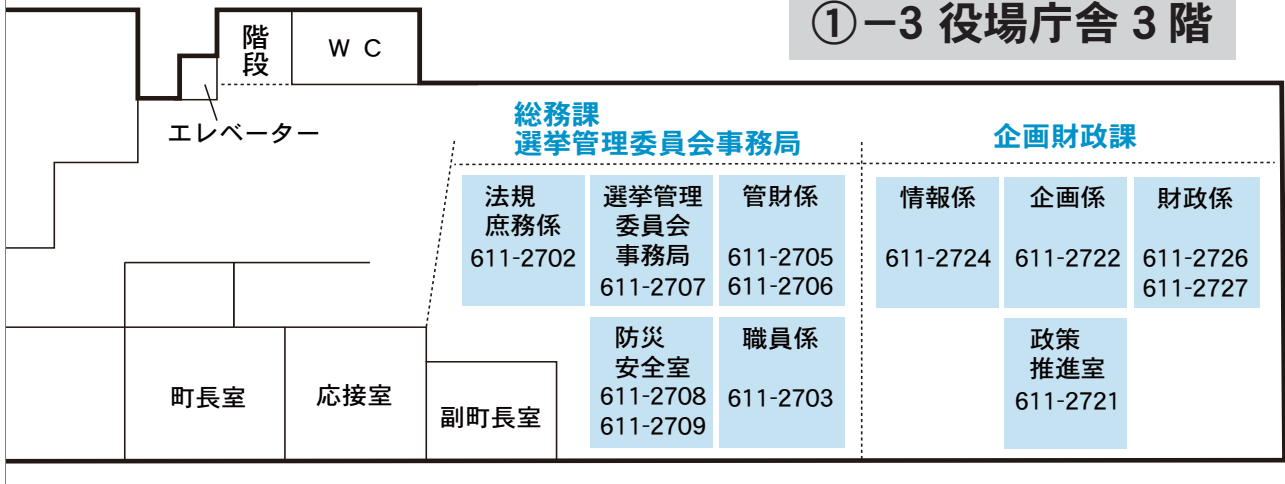 ①−3 役場庁舎 3 階
階段
W C
エレベーター
総務課
選挙管理委員会事務局
企画財政課
法規
庶務係
611-2702
選挙管理
委員会
事務局
611-2707
管財係
611-2705
611-2706
情報係
611-2724
企画係
611-2722
財政係
611-2726
611-2727
防災
安全室
611-2708
611-2709
職員係
611-2703
政策
推進室
611-2721
町長室
応接室
副町長室